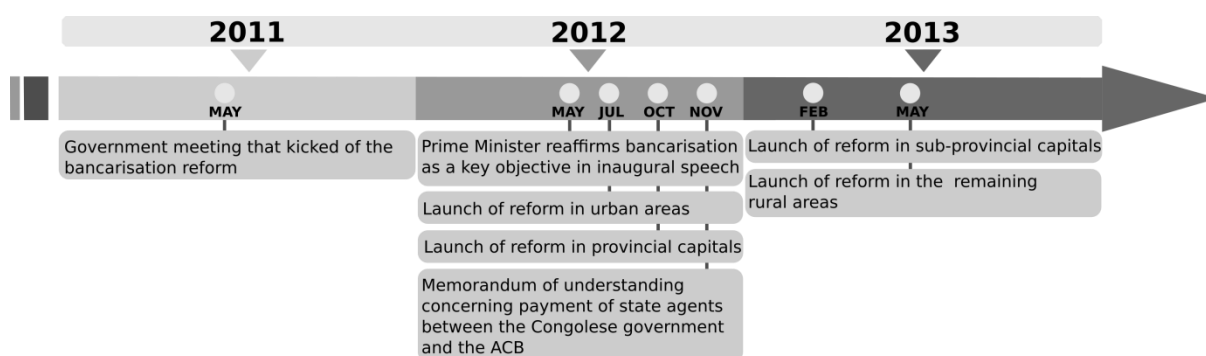 2011
2012
2013
MAY
MAY
JUL
OCT
NOV
FEB
MAY
Government meeting that kicked of the
bancarisation reform
Prime Minister reaffirms bancarisation
as a key objective in inaugural speech
Launch of reform in urban areas
Launch of reform in provincial capitals
Memorandum of understanding
concerning payment of state agents
between the Congolese government
and the ACB
Launch of reform in sub-provincial capitals
Launch of reform in the remaining
rural areas